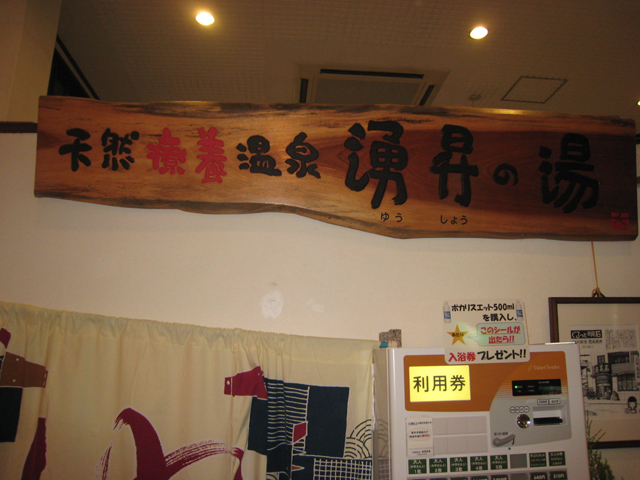 天然療養温泉湧昇の湯
ゆう しょう
ポカリスエット500ml
を購入し、
このシールが
出たら!!
入浴券プレゼント!!
利用券